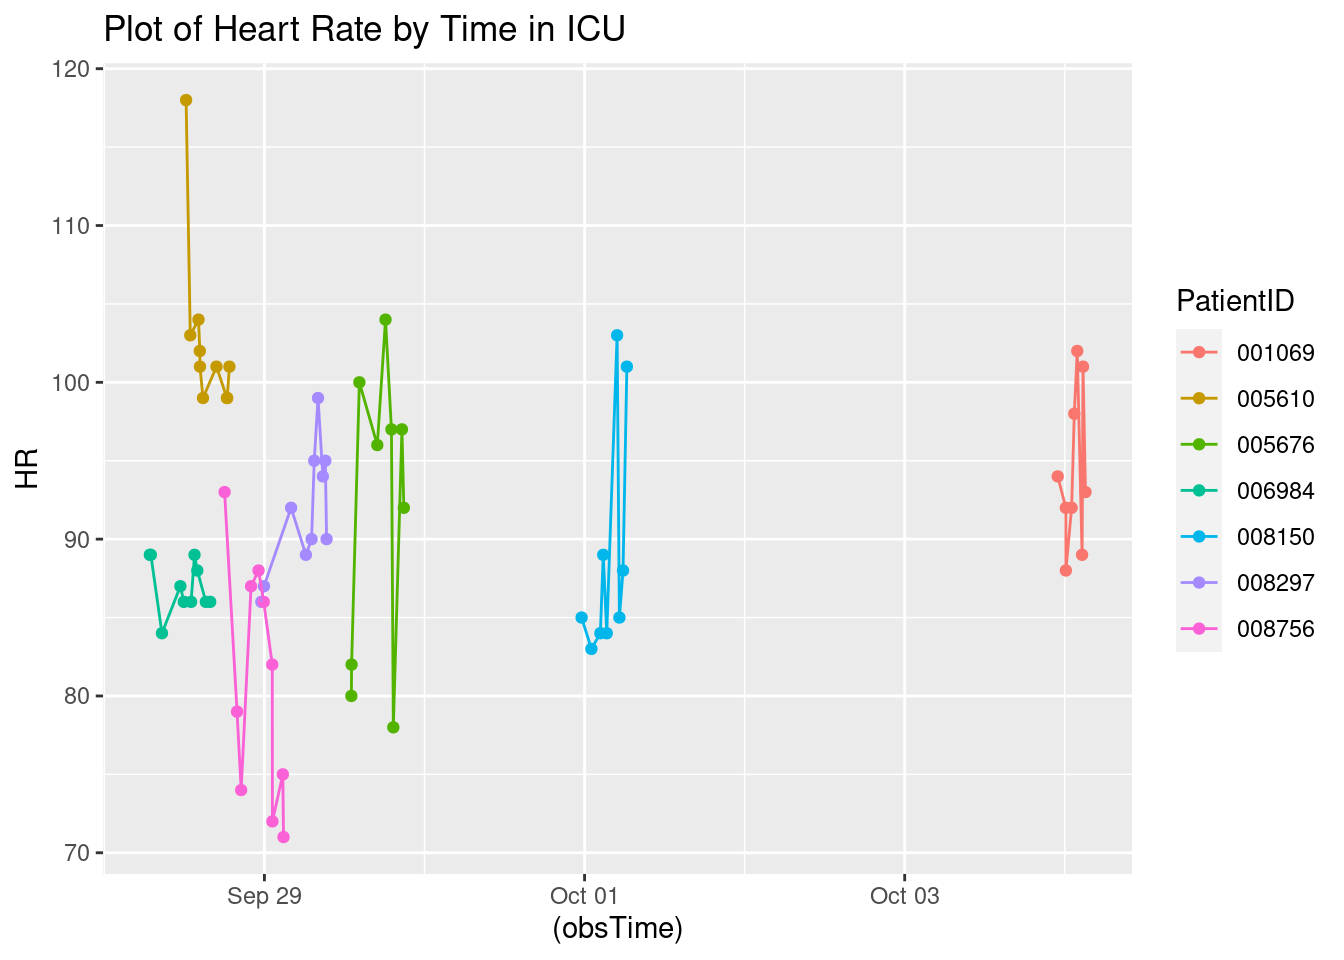 Plot of Heart Rate by Time in ICU
120
110
100
90
80
70
HR
Sep 29
Oct 01
Oct 03
(obsTime)
PatientID
001069
005610
005676
006984
008150
008297
008756